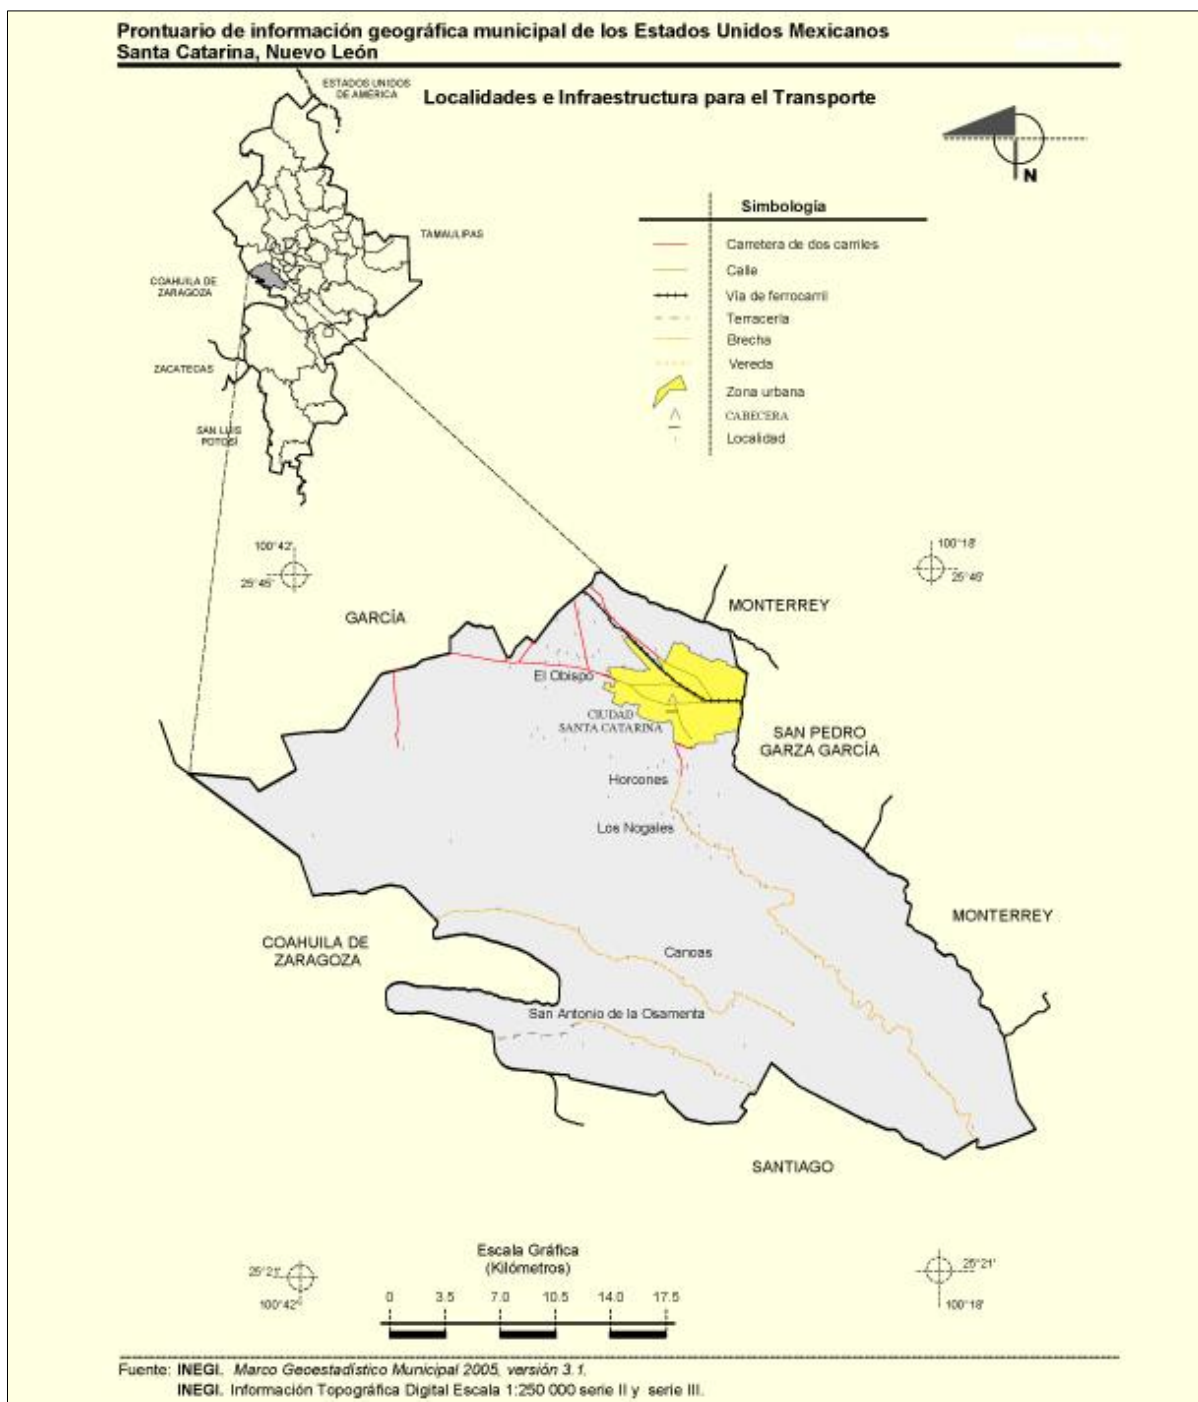 Prontuario de información geográfica municipal de los Estados Unidos Mexicanos
Santa Catarina, Nuevo León
ESTADOS UNIDOS
DE AMÉRICA
Localidades e Infraestructura para el Transporte
N
TAMAULIPAS
COAHUILA DE
ZARAGOZA
ZACATECAS
SAN LUIS
POTOSÍ
Simbología
Carretera de dos carriles
Calle
Vía de ferrocarril
Terracería
Brecha
Vereda
Zona urbana
CABECERA
Localidad
100°42'
25°45'
100°18'
25°45'
GARCÍA
MONTERREY
El Obispo
CIUDAD
SANTA CATARINA
SAN PEDRO
GARZA GARCÍA
Horcones
Los Nogales
MONTERREY
COAHUILA DE
ZARAGOZA
Canoas
San Antonio de la Osamenta
SANTIAGO
Escala Gráfica
(Kilómetros)
0 3.5 7.0 10.5 14.0 17.5
25°21'
100°42'
25°21'
100°18'
Fuente: INEGI. Marco Geoestadístico Municipal 2005, versión 3.1.
INEGI. Información Topográfica Digital Escala 1:250 000 serie II y serie III.